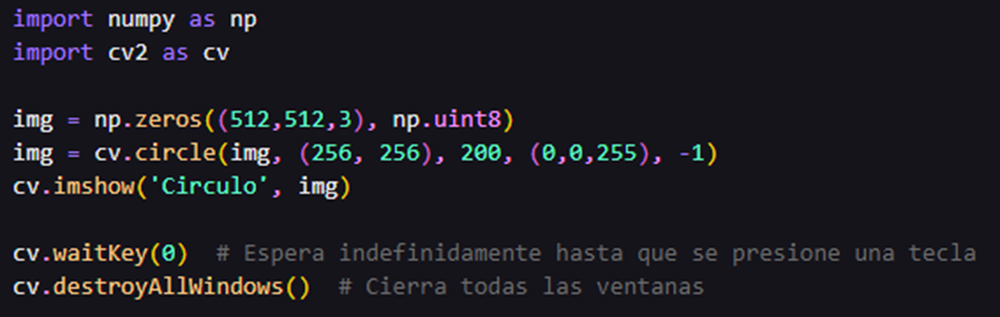 import numpy as np
import cv2 as cv
img = np.zeros((512,512,3), np.uint8)
img = cv.circle(img, (256, 256), 200, (0,0,255), -1)
cv.imshow('Circulo', img)
cv.waitKey(0)  # Espera indefinidamente hasta que se presione una tecla
cv.destroyAllWindows()  # Cierra todas las ventanas